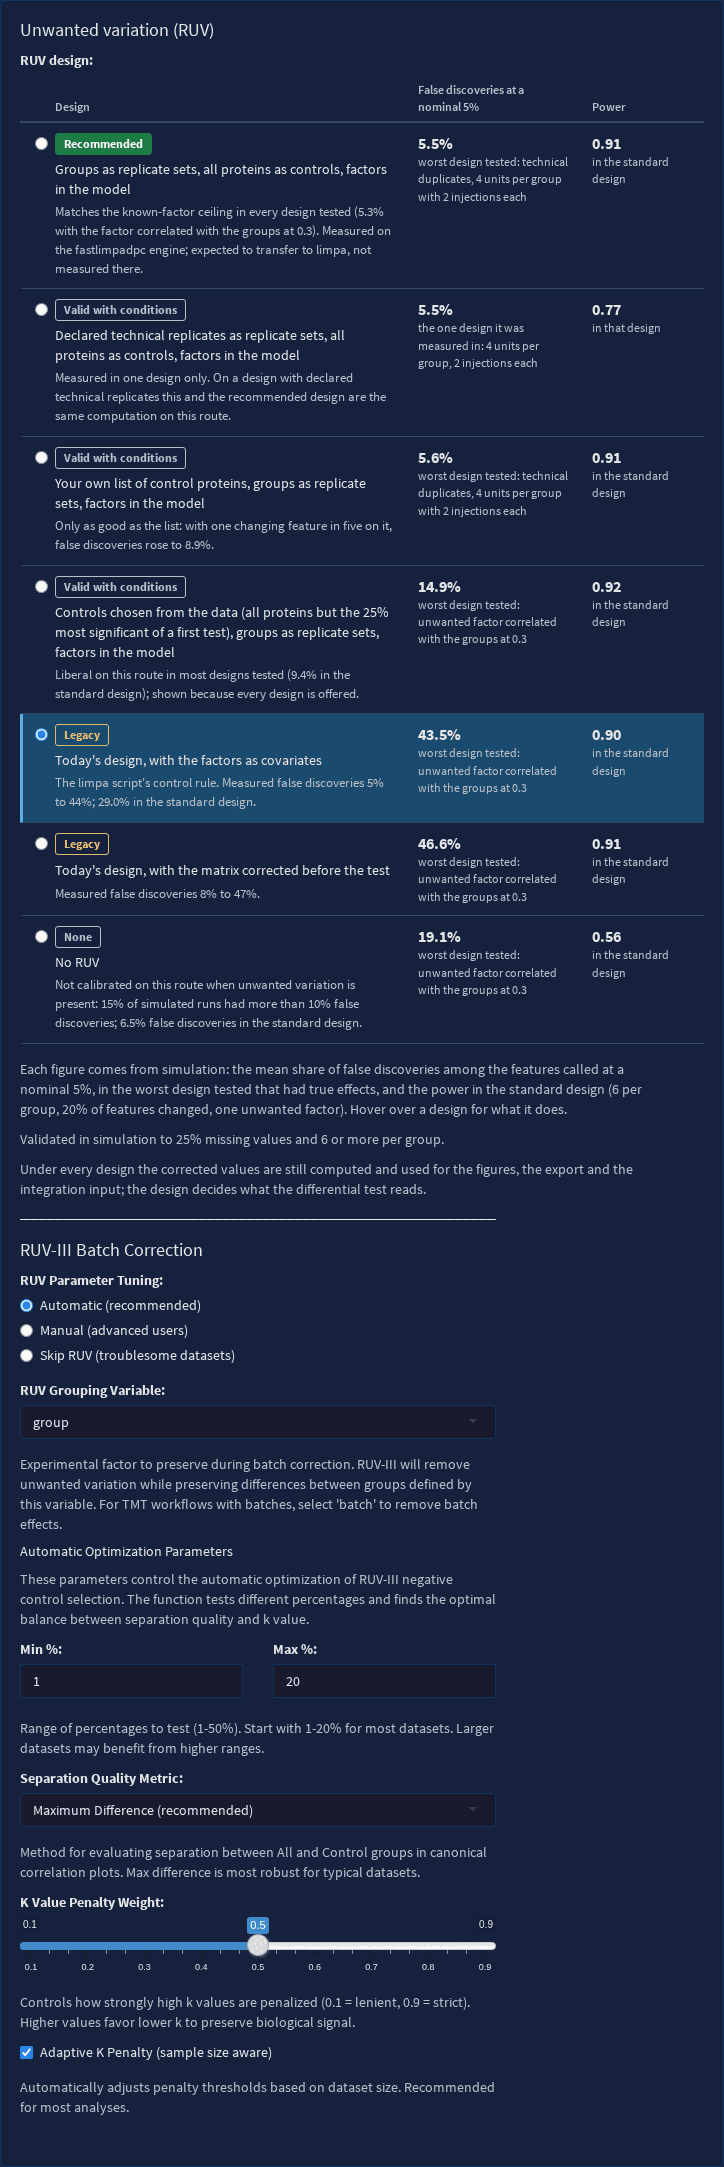 Unwanted variation (RUV)
RUV design:
Design
False discoveries at a
nominal 5%
Power
Recommended
Groups as replicate sets, all proteins as controls, factors
in the model
Matches the known-factor ceiling in every design tested (5.3%
with the factor correlated with the groups at 0.3). Measured on
the fastlimpadpc engine; expected to transfer to limpa, not
measured there.
5.5%
worst design tested: technical
duplicates, 4 units per group
with 2 injections each
0.91
in the standard
design
Valid with conditions
Declared technical replicates as replicate sets, all
proteins as controls, factors in the model
Measured in one design only. On a design with declared
technical replicates this and the recommended design are the
same computation on this route.
5.5%
the one design it was
measured in: 4 units per
group, 2 injections each
0.77
in that design
Valid with conditions
Your own list of control proteins, groups as replicate
sets, factors in the model
Only as good as the list: with one changing feature in five on it,
false discoveries rose to 8.9%.
5.6%
worst design tested: technical
duplicates, 4 units per group
with 2 injections each
0.91
in the standard
design
Valid with conditions
Controls chosen from the data (all proteins but the 25%
most significant of a first test), groups as replicate sets,
factors in the model
Liberal on this route in most designs tested (9.4% in the
standard design); shown because every design is offered.
14.9%
worst design tested:
unwanted factor correlated
with the groups at 0.3
0.92
in the standard
design
Legacy
Today's design, with the factors as covariates
The limpa script's control rule. Measured false discoveries 5%
to 44%; 29.0% in the standard design.
43.5%
worst design tested:
unwanted factor correlated
with the groups at 0.3
0.90
in the standard
design
Legacy
Today's design, with the matrix corrected before the test
Measured false discoveries 8% to 47%.
46.6%
worst design tested:
unwanted factor correlated
with the groups at 0.3
0.91
in the standard
design
None
No RUV
Not calibrated on this route when unwanted variation is
present: 15% of simulated runs had more than 10% false
discoveries; 6.5% false discoveries in the standard design.
19.1%
worst design tested:
unwanted factor correlated
with the groups at 0.3
0.56
in the standard
design
Each figure comes from simulation: the mean share of false discoveries among the features called at a
nominal 5%, in the worst design tested that had true effects, and the power in the standard design (6 per
group, 20% of features changed, one unwanted factor). Hover over a design for what it does.
Validated in simulation to 25% missing values and 6 or more per group.
Under every design the corrected values are still computed and used for the figures, the export and the
integration input; the design decides what the differential test reads.
RUV-III Batch Correction
RUV Parameter Tuning:
Automatic (recommended)
Manual (advanced users)
Skip RUV (troublesome datasets)
RUV Grouping Variable:
group
Experimental factor to preserve during batch correction. RUV-III will remove
unwanted variation while preserving differences between groups defined by
this variable. For TMT workflows with batches, select 'batch' to remove batch
effects.
Automatic Optimization Parameters
These parameters control the automatic optimization of RUV-III negative
control selection. The function tests different percentages and finds the optimal
balance between separation quality and k value.
Min %:
Max %:
1
20
Range of percentages to test (1-50%). Start with 1-20% for most datasets. Larger
datasets may benefit from higher ranges.
Separation Quality Metric:
Maximum Difference (recommended)
Method for evaluating separation between All and Control groups in canonical
correlation plots. Max difference is most robust for typical datasets.
K Value Penalty Weight:
0.1
0.5
0.9
0.1 0.2 0.3 0.4 0.5 0.6 0.7 0.8 0.9
Controls how strongly high k values are penalized (0.1 = lenient, 0.9 = strict).
Higher values favor lower k to preserve biological signal.
Adaptive K Penalty (sample size aware)
Automatically adjusts penalty thresholds based on dataset size. Recommended
for most analyses.